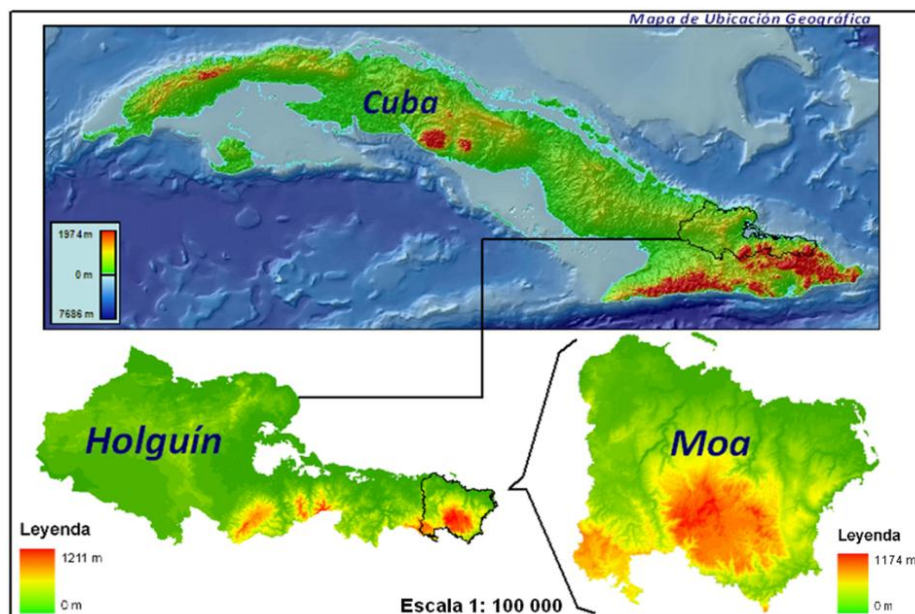 Mapa de Ubicación Geográfica
Cuba
1974 m
0 m
7686 m
Holguín
Moa
Leyenda
1211 m
0 m
Leyenda
1174 m
0 m
Escala 1: 100 000